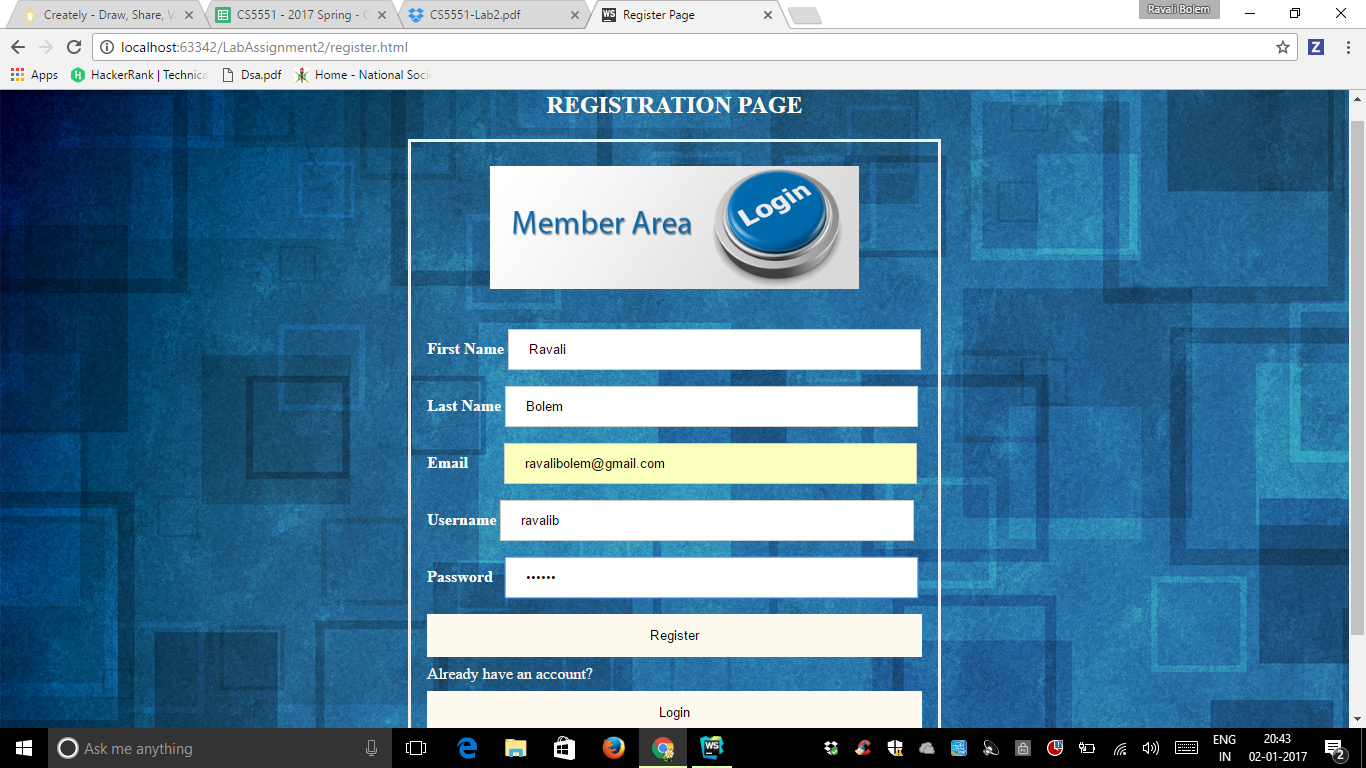 Creately - Draw, Share, V
CS5551 - 2017 Spring - G
CS5551-Lab2.pdf
WS Register Page
Ravali Bolem
localhost:63342/LabAssignment2/register.html
Z
Apps
HackerRank | Technica
Dsa.pdf
Home - National Soci
REGISTRATION PAGE
Member Area
Login
First Name Ravali
Last Name Bolem
Email ravalibolem@gmail.com
Username ravalib
Password ••••••
Register
Already have an account?
Login
Ask me anything
WS
ENG 20:43
IN 02-01-2017
2